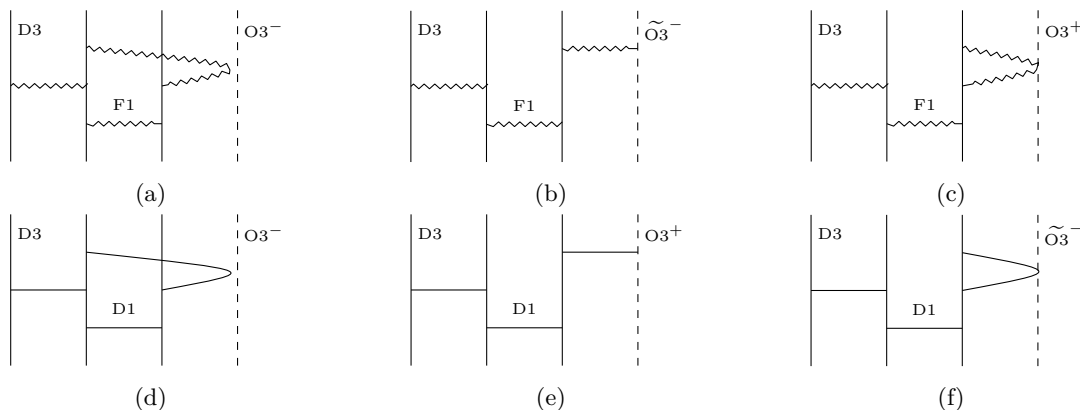 D3 O3⁻ D3 Õ3⁻ D3 O3⁺
F1 F1 F1
(a) (b) (c)
D3 O3⁻ D3 O3⁺ D3 Õ3⁻
D1 D1 D1
(d) (e) (f)